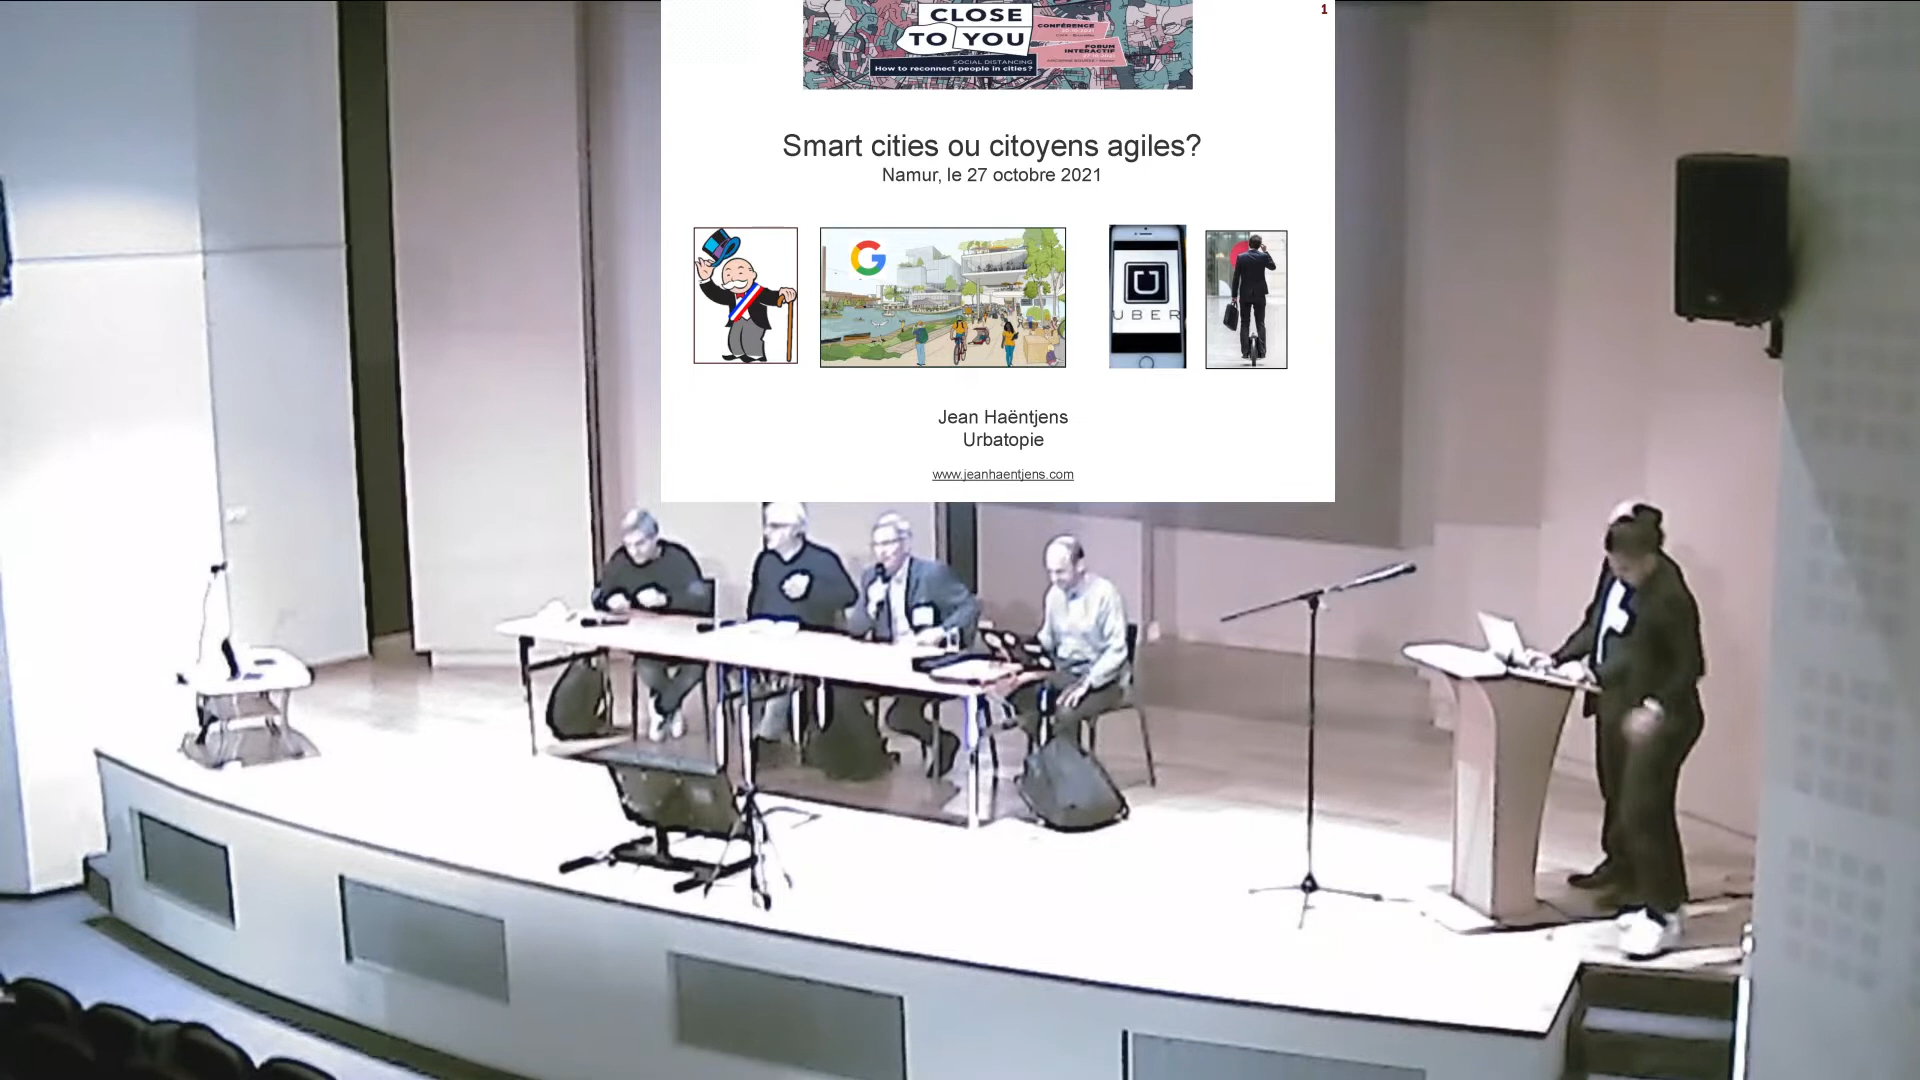 1
CLOSE
TO YOU
CONFÉRENCE
FORUM
INTERACTIF
SOCIAL DISTANCING
How to reconnect people in cities?
Smart cities ou citoyens agiles?
Namur, le 27 octobre 2021
G
UBER
Jean Haëntjens
Urbatopie
www.jeanhaentjens.com